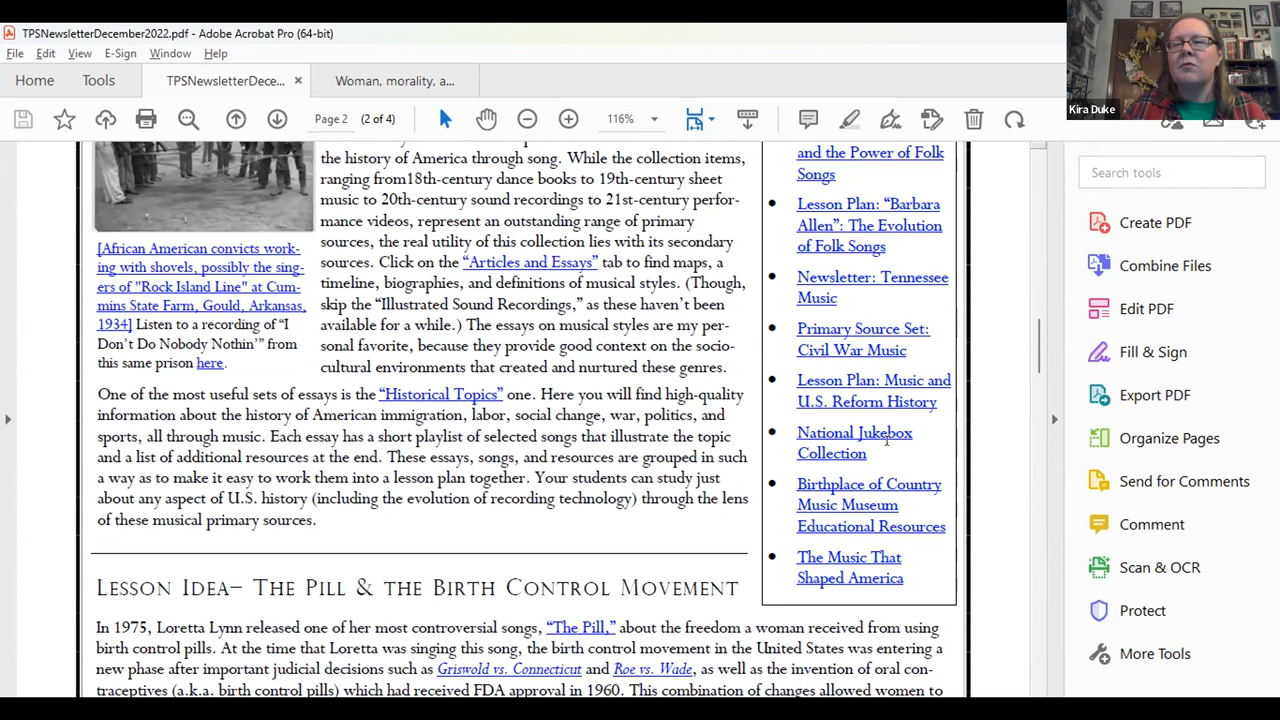 TPSNewsletterDecember2022.pdf - Adobe Acrobat Pro (64-bit)
File Edit View E-Sign Window Help
Home Tools TPSNewsletterDece... × Woman, morality, a...
Page 2 (2 of 4) 116%
Kira Duke
the history of America through song. While the collection items,
ranging from18th-century dance books to 19th-century sheet
music to 20th-century sound recordings to 21st-century perfor-
mance videos, represent an outstanding range of primary
sources, the real utility of this collection lies with its secondary
sources. Click on the “Articles and Essays” tab to find maps, a
timeline, biographies, and definitions of musical styles. (Though,
skip the “Illustrated Sound Recordings,” as these haven’t been
available for a while.) The essays on musical styles are my per-
sonal favorite, because they provide good context on the socio-
cultural environments that created and nurtured these genres.
[African American convicts work-
ing with shovels, possibly the sing-
ers of "Rock Island Line" at Cum-
mins State Farm, Gould, Arkansas,
1934] Listen to a recording of “I
Don’t Do Nobody Nothin’” from
this same prison here.
One of the most useful sets of essays is the “Historical Topics” one. Here you will find high-quality
information about the history of American immigration, labor, social change, war, politics, and
sports, all through music. Each essay has a short playlist of selected songs that illustrate the topic
and a list of additional resources at the end. These essays, songs, and resources are grouped in such
a way as to make it easy to work them into a lesson plan together. Your students can study just
about any aspect of U.S. history (including the evolution of recording technology) through the lens
of these musical primary sources.
LESSON IDEA– THE PILL & THE BIRTH CONTROL MOVEMENT
In 1975, Loretta Lynn released one of her most controversial songs, “The Pill,” about the freedom a woman received from using
birth control pills. At the time that Loretta was singing this song, the birth control movement in the United States was entering a
new phase after important judicial decisions such as Griswold vs. Connecticut and Roe vs. Wade, as well as the invention of oral con-
traceptives (a.k.a. birth control pills) which had received FDA approval in 1960. This combination of changes allowed women to
and the Power of Folk
Songs
• Lesson Plan: “Barbara
Allen”: The Evolution
of Folk Songs
• Newsletter: Tennessee
Music
• Primary Source Set:
Civil War Music
• Lesson Plan: Music and
U.S. Reform History
• National Jukebox
Collection
• Birthplace of Country
Music Museum
Educational Resources
• The Music That
Shaped America
Search tools
Create PDF
Combine Files
Edit PDF
Fill & Sign
Export PDF
Organize Pages
Send for Comments
Comment
Scan & OCR
Protect
More Tools